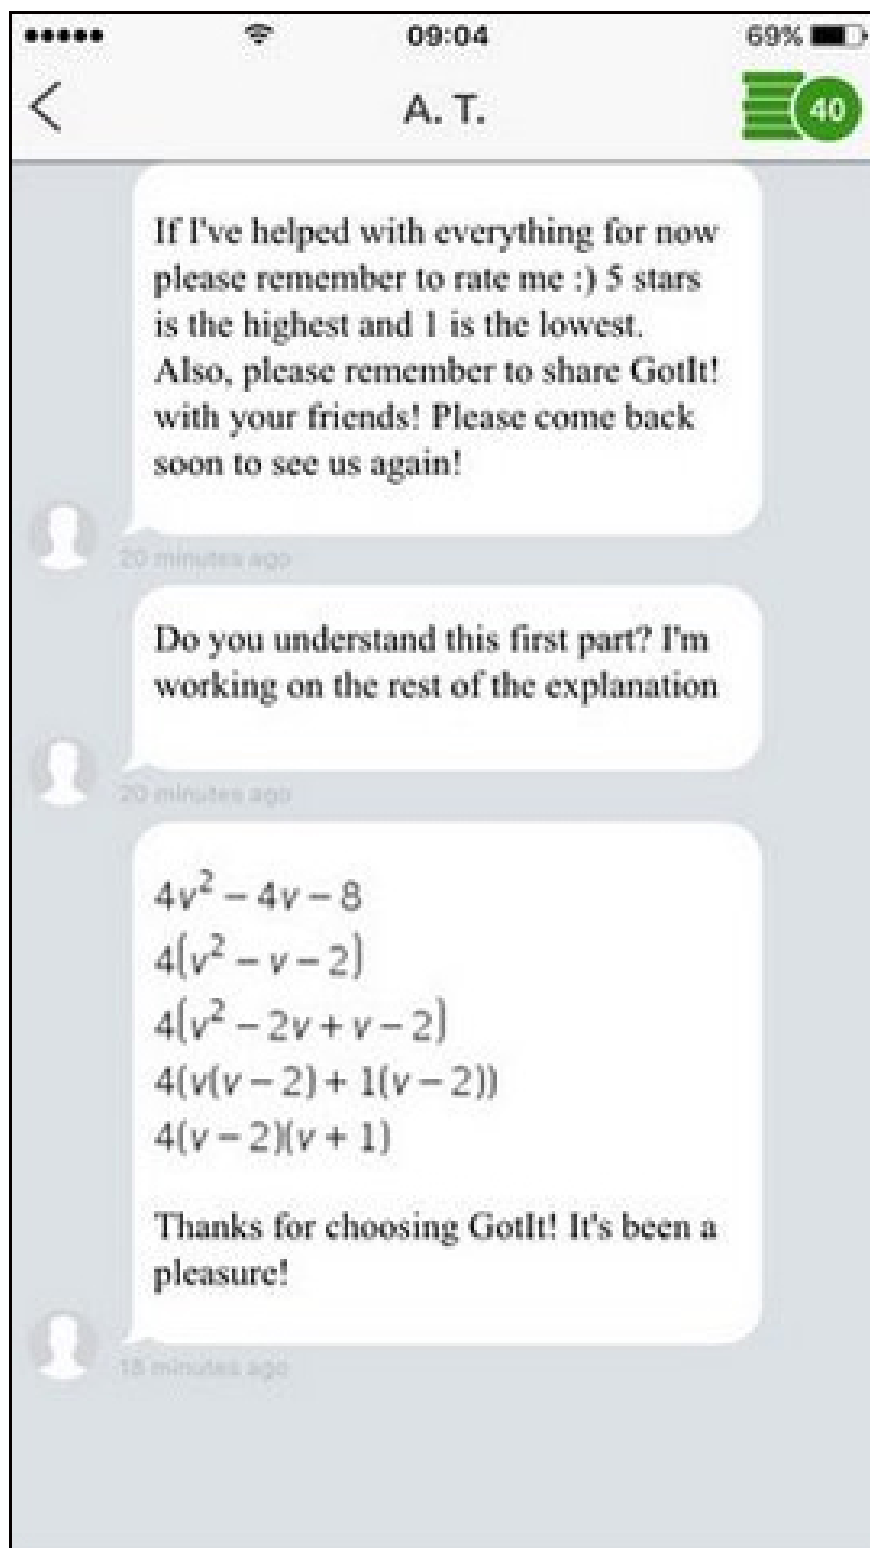 09:04
69%
A. T.
40
If I've helped with everything for now
please remember to rate me :) 5 stars
is the highest and 1 is the lowest.
Also, please remember to share GotIt!
with your friends! Please come back
soon to see us again!
20 minutes ago
Do you understand this first part? I'm
working on the rest of the explanation
20 minutes ago
4v² – 4v – 8
4(v² – v – 2)
4(v² – 2v + v – 2)
4(v(v – 2) + 1(v – 2))
4(v – 2)(v + 1)
Thanks for choosing GotIt! It's been a
pleasure!
minutes ago